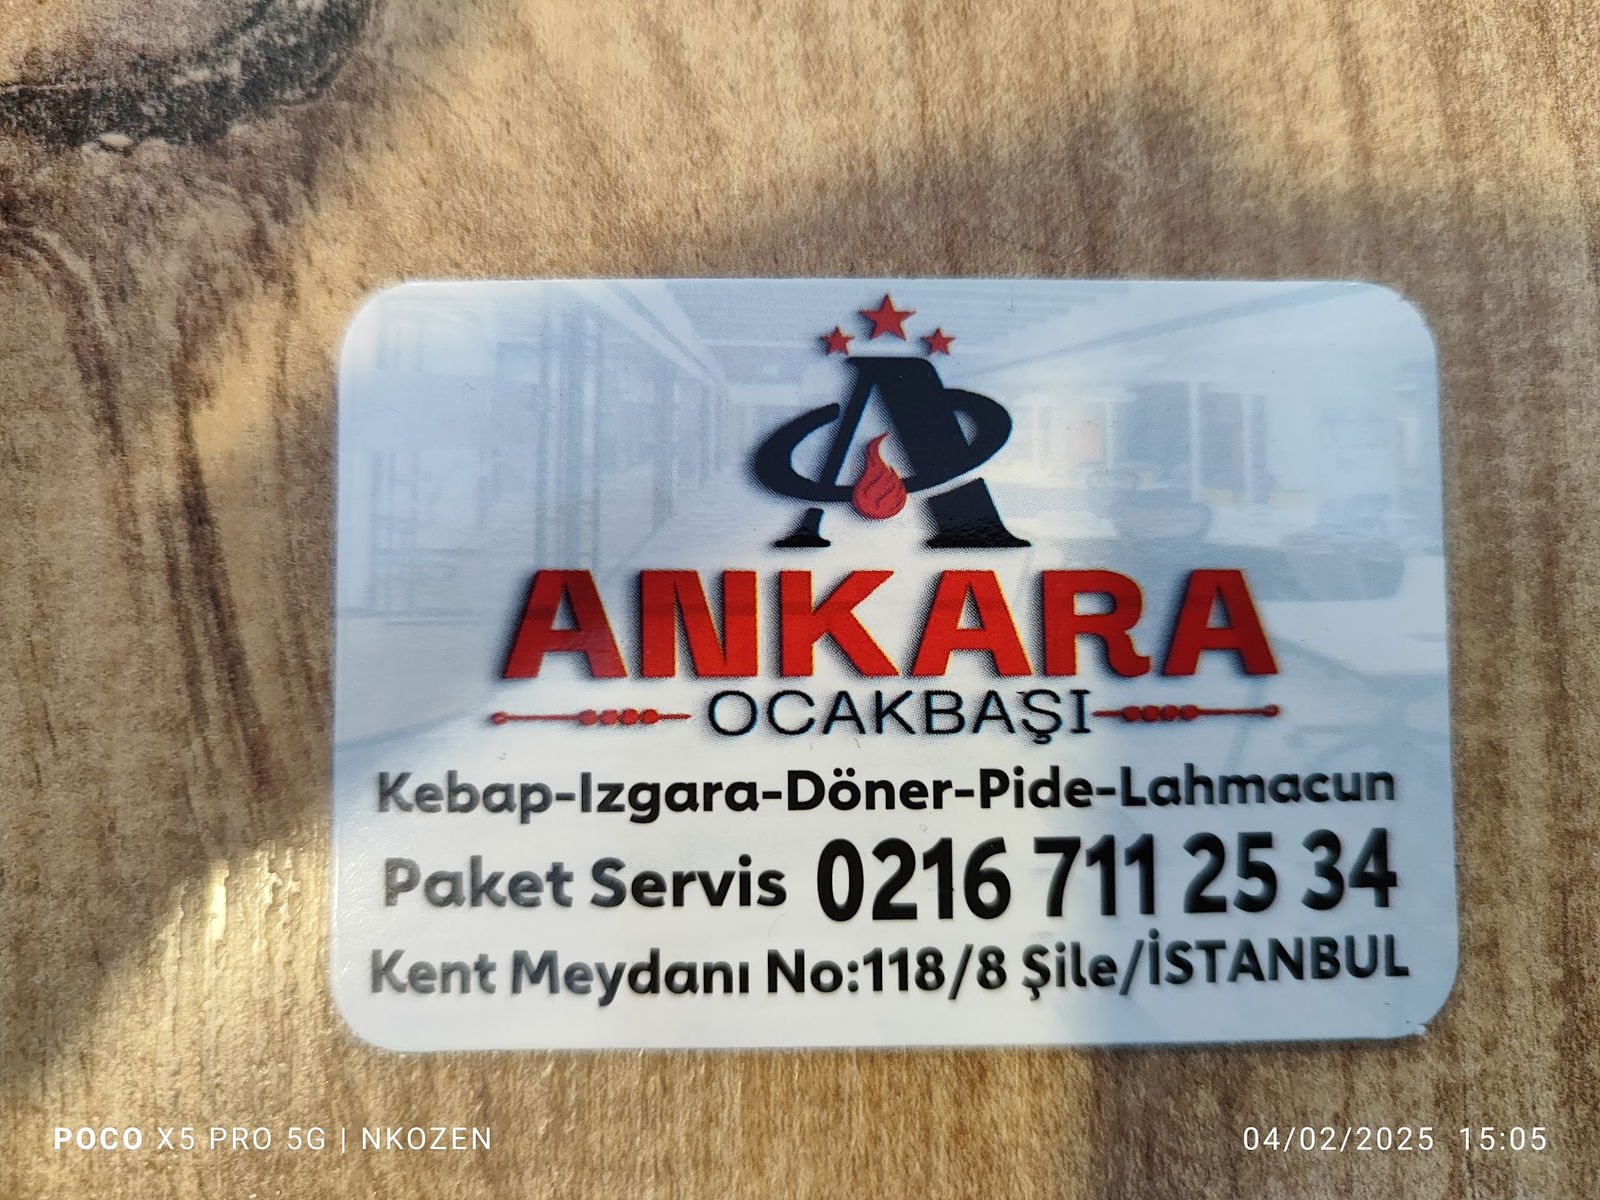 A
ANKARA
OCAKBAŞI
Kebap-Izgara-Döner-Pide-Lahmacun
Paket Servis 0216 711 25 34
Kent Meydanı No:118/8 Şile/İSTANBUL
POCO X5 PRO 5G | NKOZEN
04/02/2025 15:05